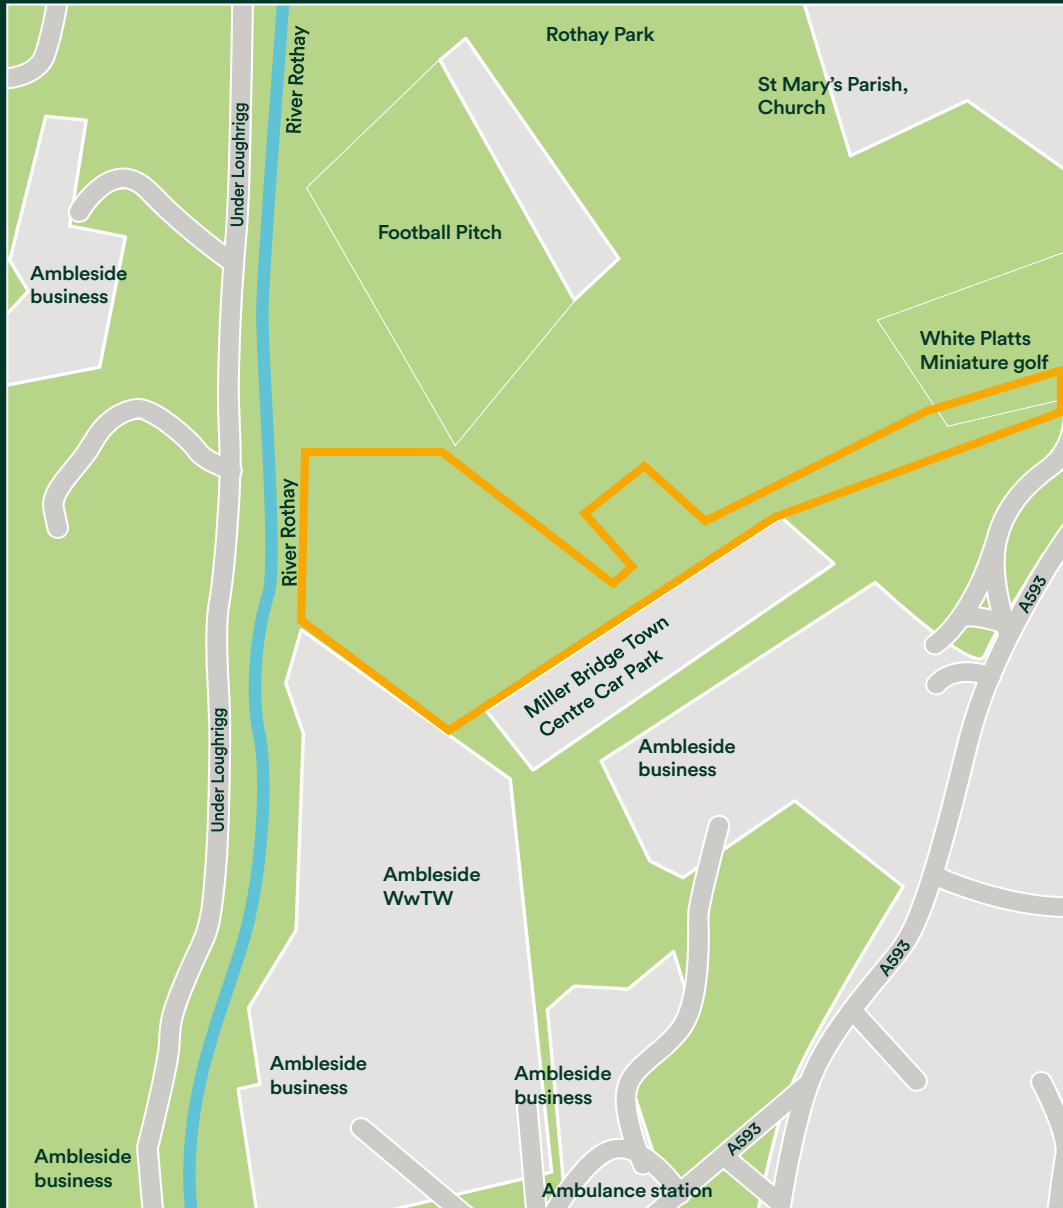 Rothay Park
River Rothay
St Mary's Parish,
Church
Under Loughrigg
Football Pitch
Ambleside
business
White Platts
Miniature golf
River Rothay
A593
Miller Bridge Town
Centre Car Park
Under Loughrigg
Ambleside
business
Ambleside
WwTW
A593
Ambleside
business
Ambleside
business
A593
Ambleside
business
Ambulance station